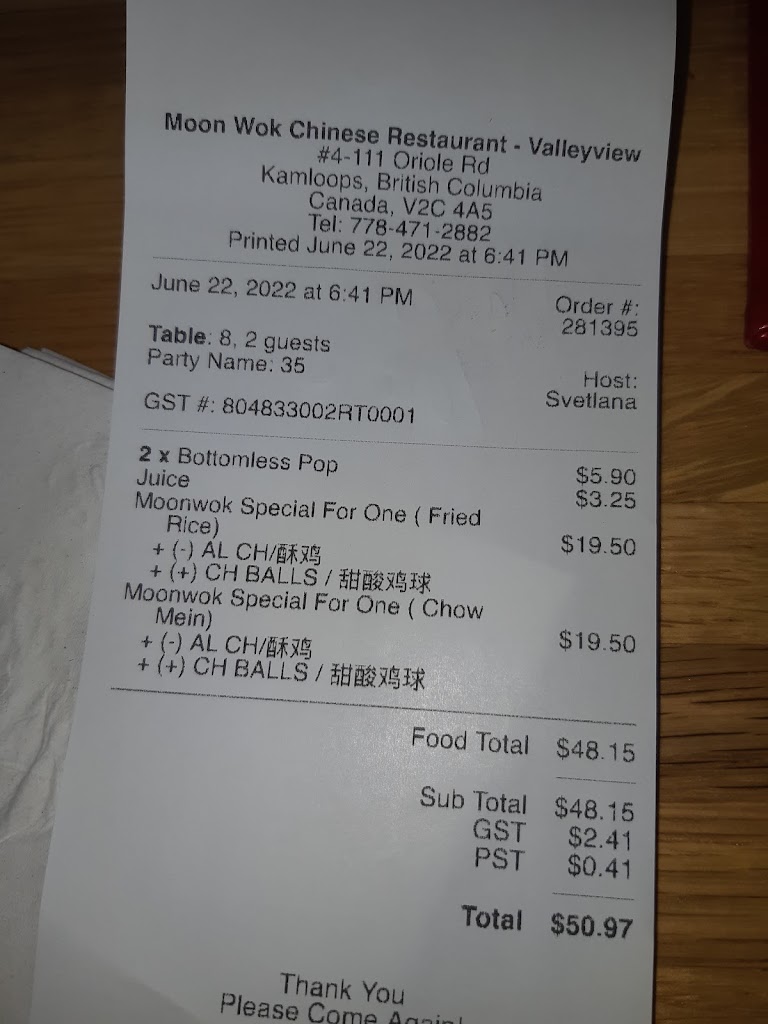 Moon Wok Chinese Restaurant - Valleyview
#4-111 Oriole Rd
Kamloops, British Columbia
Canada, V2C 4A5
Tel: 778-471-2882
Printed June 22, 2022 at 6:41 PM
June 22, 2022 at 6:41 PM
Order #:
281395
Table: 8, 2 guests
Party Name: 35
Host:
Svetlana
GST #: 804833002RT0001
2 x Bottomless Pop $5.90
Juice $3.25
Moonwok Special For One ( Fried
Rice) $19.50
+ (-) AL CH/酥鸡
+ (+) CH BALLS / 甜酸鸡球
Moonwok Special For One ( Chow
Mein) $19.50
+ (-) AL CH/酥鸡
+ (+) CH BALLS / 甜酸鸡球
Food Total $48.15
Sub Total $48.15
GST $2.41
PST $0.41
Total $50.97
Thank You
Please Come Again!